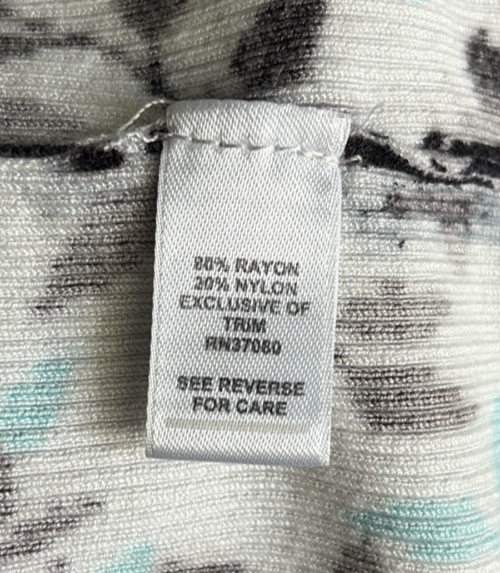 80% RAYON
20% NYLON
EXCLUSIVE OF
TRIM
RN37080
SEE REVERSE
FOR CARE